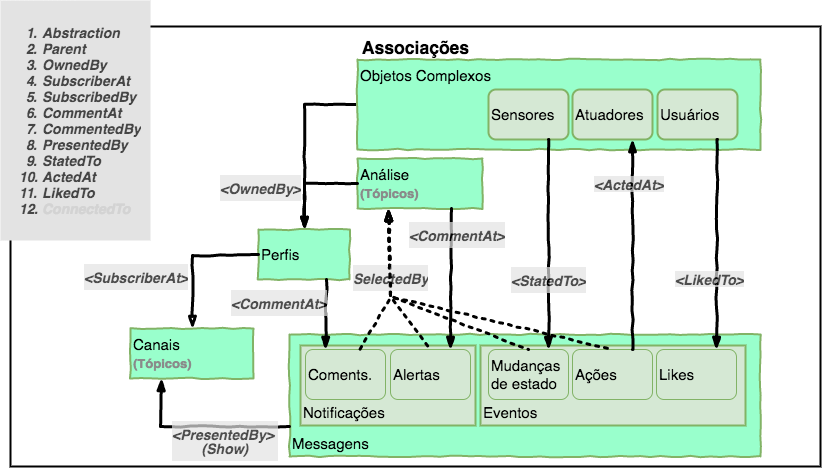 1. Abstraction
2. Parent
3. OwnedBy
4. SubscriberAt
5. SubscribedBy
6. CommentAt
7. CommentedBy
8. PresentedBy
9. StatedTo
10. ActedAt
11. LikedTo
12. ConnectedTo
Associações
Objetos Complexos
Sensores
Atuadores
Usuários
Análise
(Tópicos)
<OwnedBy>
<ActedAt>
<CommentAt>
Perfis
<SubscriberAt>
SelectedBy
<StatedTo>
<LikedTo>
<CommentAt>
Canais
(Tópicos)
Coments.
Alertas
Mudanças
de estado
Ações
Likes
Notificações
Eventos
<PresentedBy>
(Show)
Messagens